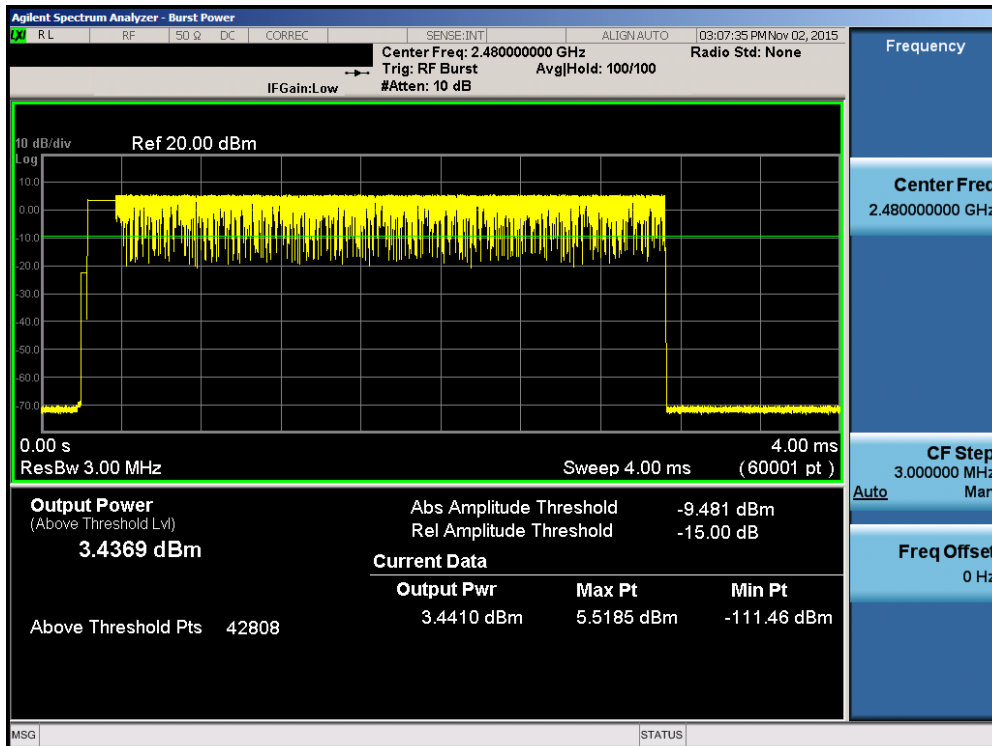 Agilent Spectrum Analyzer - Burst Power
LXI RL RF 50 Ω DC CORREC SENSE:INT ALIGN AUTO 03:07:35 PM Nov 02, 2015
Center Freq: 2.480000000 GHz Radio Std: None
Trig: RF Burst Avg|Hold: 100/100
IFGain:Low #Atten: 10 dB
10 dB/div Ref 20.00 dBm
Log
10.0
0.00
-10.0
-20.0
-30.0
-40.0
-50.0
-60.0
-70.0
0.00 s 4.00 ms
ResBw 3.00 MHz Sweep 4.00 ms (60001 pt )
Output Power
(Above Threshold Lvl)
3.4369 dBm
Above Threshold Pts 42808
Abs Amplitude Threshold -9.481 dBm
Rel Amplitude Threshold -15.00 dB
Current Data
Output Pwr Max Pt Min Pt
3.4410 dBm 5.5185 dBm -111.46 dBm
Frequency
Center Freq
2.480000000 GHz
CF Step
3.000000 MHz
Auto Man
Freq Offset
0 Hz
MSG STATUS